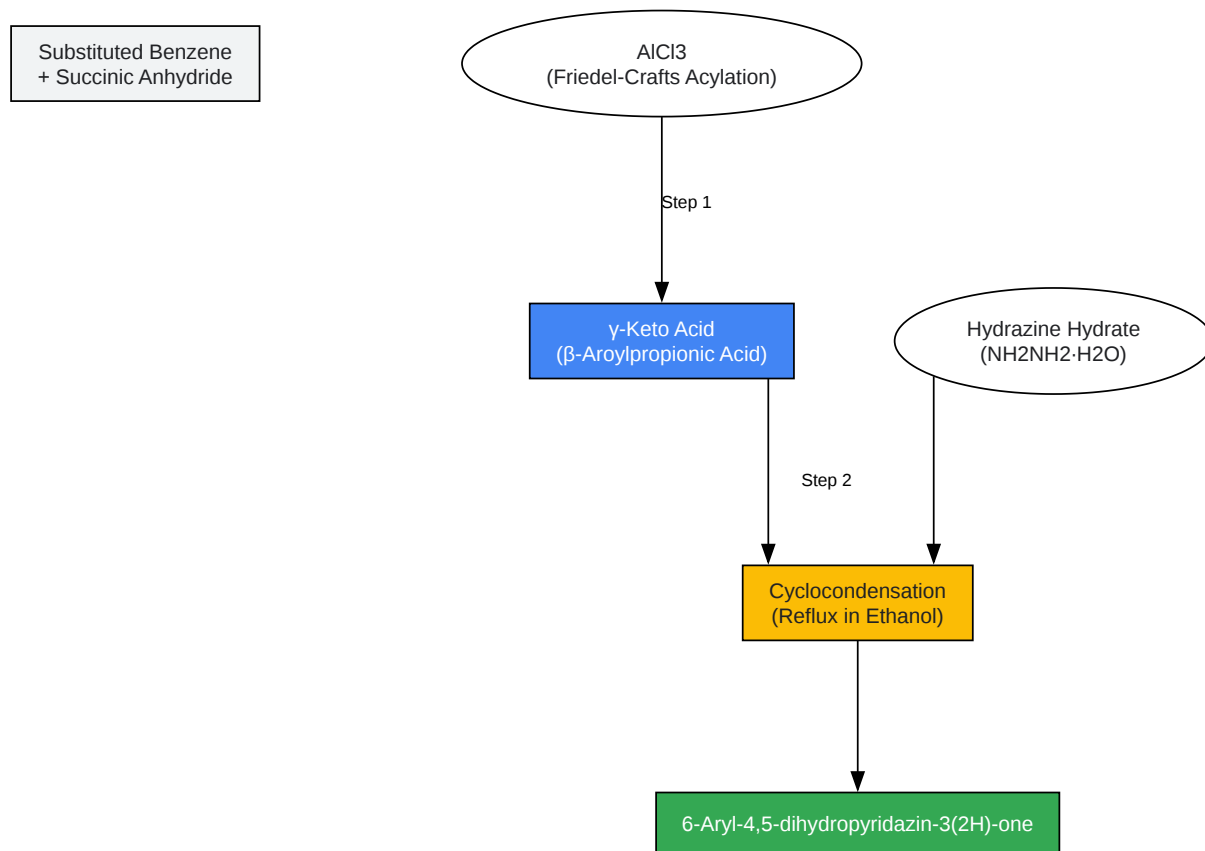 Substituted Benzene
+ Succinic Anhydride
AlCl3
(Friedel-Crafts Acylation)
Step 1
γ-Keto Acid
(β-Aroylpropionic Acid)
Hydrazine Hydrate
(NH2NH2·H2O)
Step 2
Cyclocondensation
(Reflux in Ethanol)
6-Aryl-4,5-dihydropyridazin-3(2H)-one